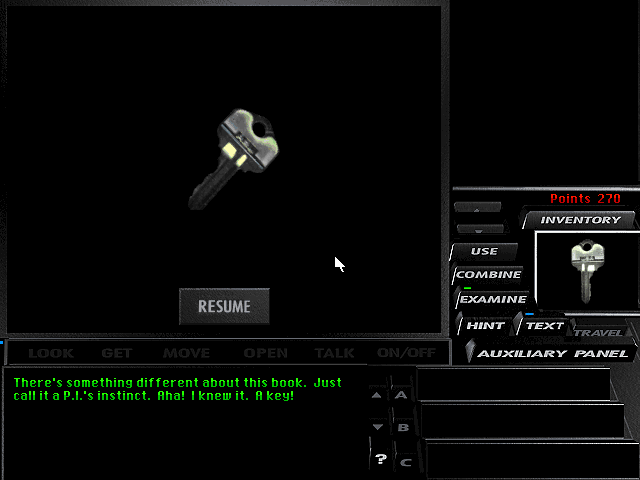 Points 270
INVENTORY
USE
COMBINE
EXAMINE
RESUME
HINT TEXT TRAVEL
LOOK GET MOVE OPEN TALK ON/OFF
AUXILIARY PANEL
There's something different about this book. Just
call it a P.I.'s instinct. Aha! I knew it. A key!
A
B
? C